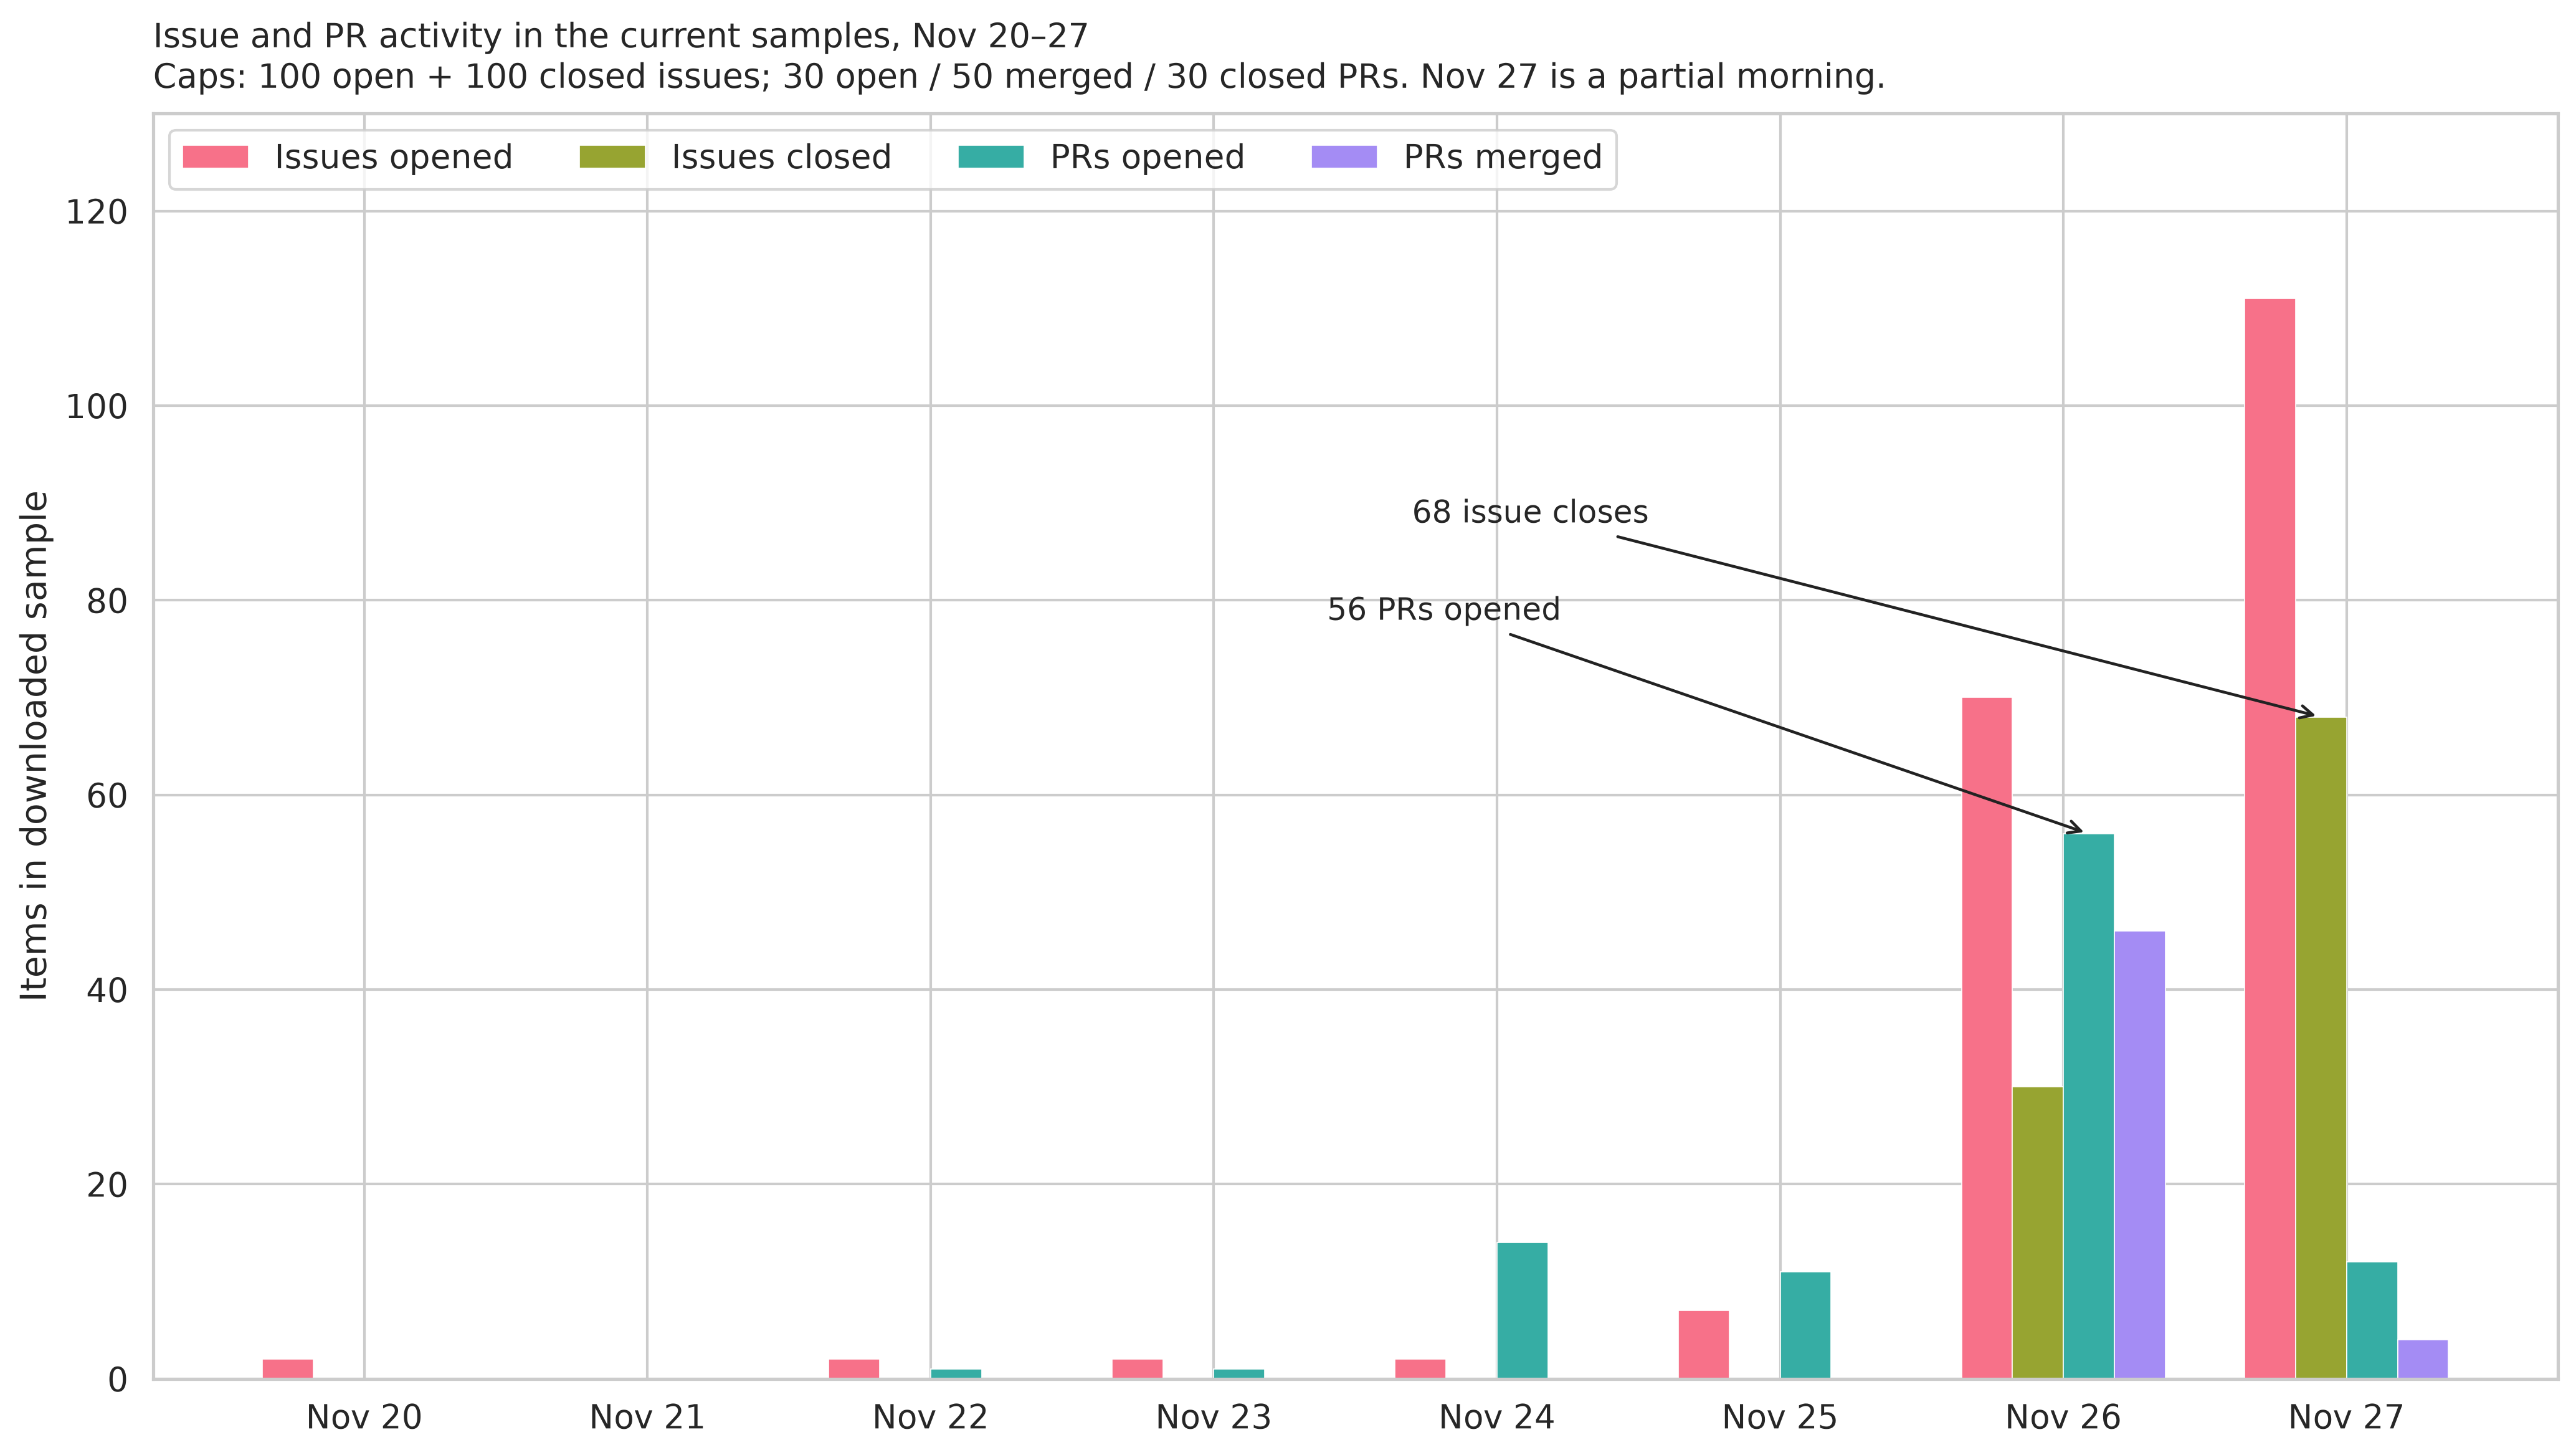 Issue and PR activity in the current samples, Nov 20–27
Caps: 100 open + 100 closed issues; 30 open / 50 merged / 30 closed PRs. Nov 27 is a partial morning.
Issues opened
Issues closed
PRs opened
PRs merged
Items in downloaded sample
120
100
80
60
40
20
0
68 issue closes
56 PRs opened
Nov 20
Nov 21
Nov 22
Nov 23
Nov 24
Nov 25
Nov 26
Nov 27